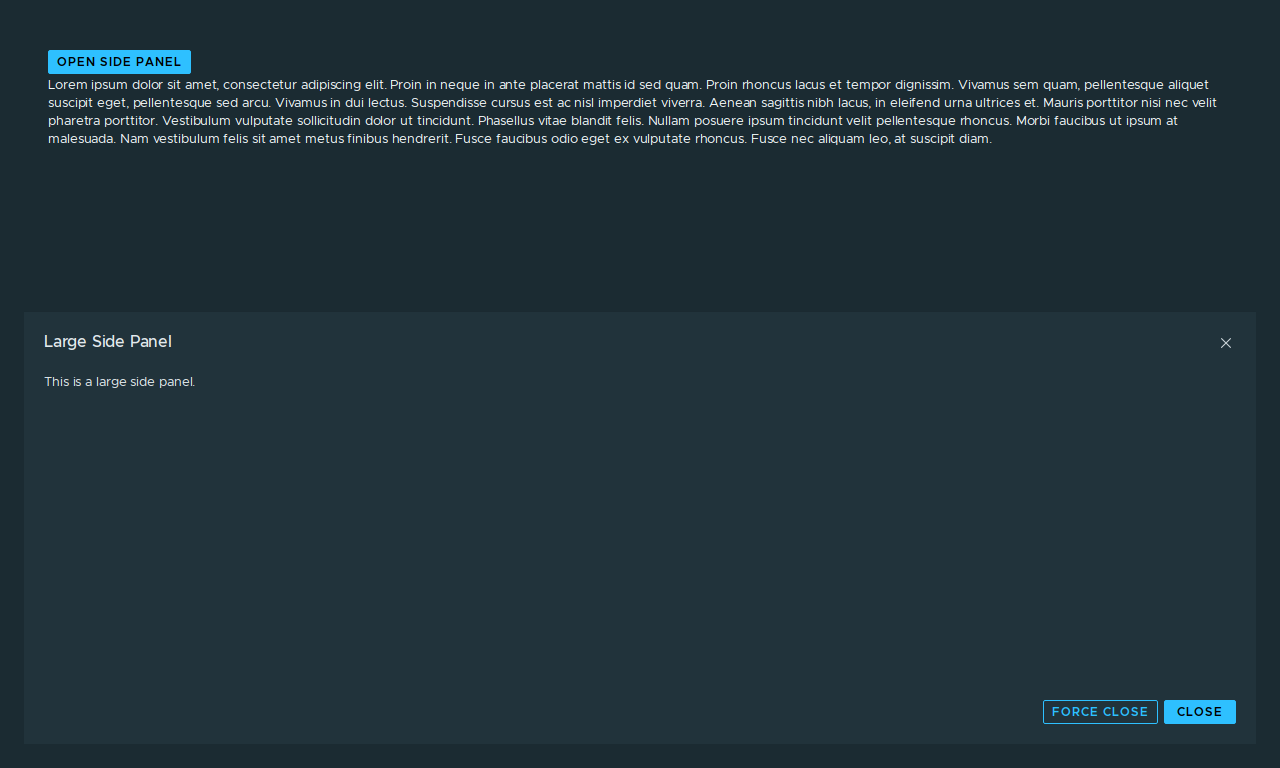 OPEN SIDE PANEL
Lorem ipsum dolor sit amet, consectetur adipiscing elit. Proin in neque in ante placerat mattis id sed quam. Proin rhoncus lacus et tempor dignissim. Vivamus sem quam, pellentesque aliquet
suscipit eget, pellentesque sed arcu. Vivamus in dui lectus. Suspendisse cursus est ac nisl imperdiet viverra. Aenean sagittis nibh lacus, in eleifend urna ultrices et. Mauris porttitor nisi nec velit
pharetra porttitor. Vestibulum vulputate sollicitudin dolor ut tincidunt. Phasellus vitae blandit felis. Nullam posuere ipsum tincidunt velit pellentesque rhoncus. Morbi faucibus ut ipsum at
malesuada. Nam vestibulum felis sit amet metus finibus hendrerit. Fusce faucibus odio eget ex vulputate rhoncus. Fusce nec aliquam leo, at suscipit diam.
Large Side Panel
This is a large side panel.
FORCE CLOSE CLOSE